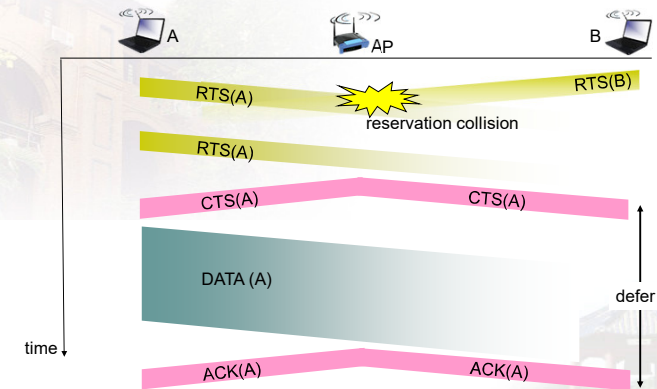 A
AP
B
RTS(A)
RTS(B)
reservation collision
RTS(A)
CTS(A)
CTS(A)
DATA (A)
defer
time
ACK(A)
ACK(A)